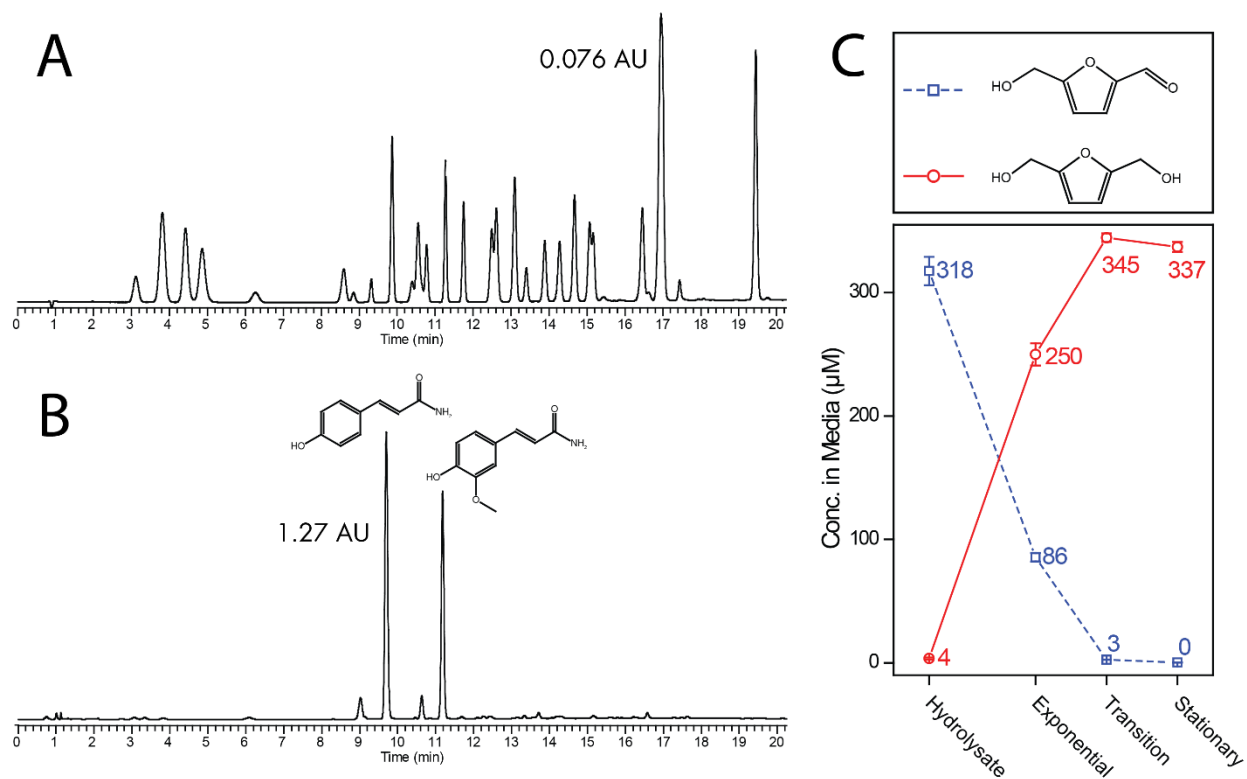 A
0.076 AU
0 1 2 3 4 5 6 7 8 9 10 11 12 13 14 15 16 17 18 19 20
Time (min)
B
O
NH₂
HO
O
NH₂
HO
O
1.27 AU
0 1 2 3 4 5 6 7 8 9 10 11 12 13 14 15 16 17 18 19 20
Time (min)
C
HO
O
O
HO
O
OH
Conc. in Media (µM)
300
200
100
0
318
86
3
0
4
250
345
337
Hydrolysate
Exponential
Transition
Stationary